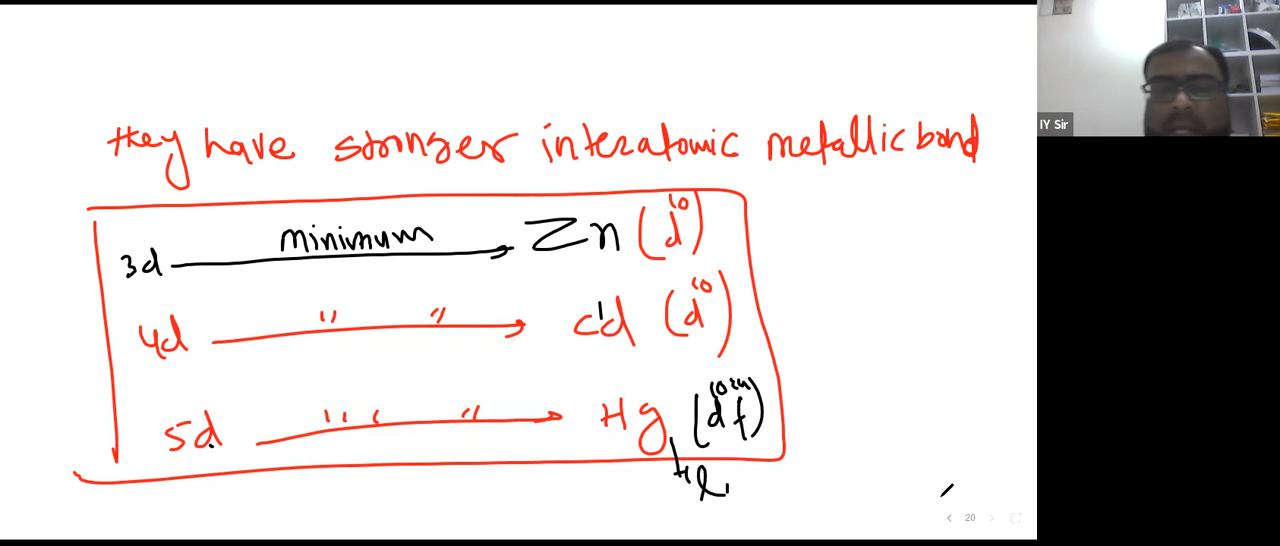 They have stronger interatomic metallic bond
IY Sir
3d minimum Zn (d¹⁰)
4d " " Cd (d¹⁰)
5d " " Hg (d¹⁰ f¹⁴)
20